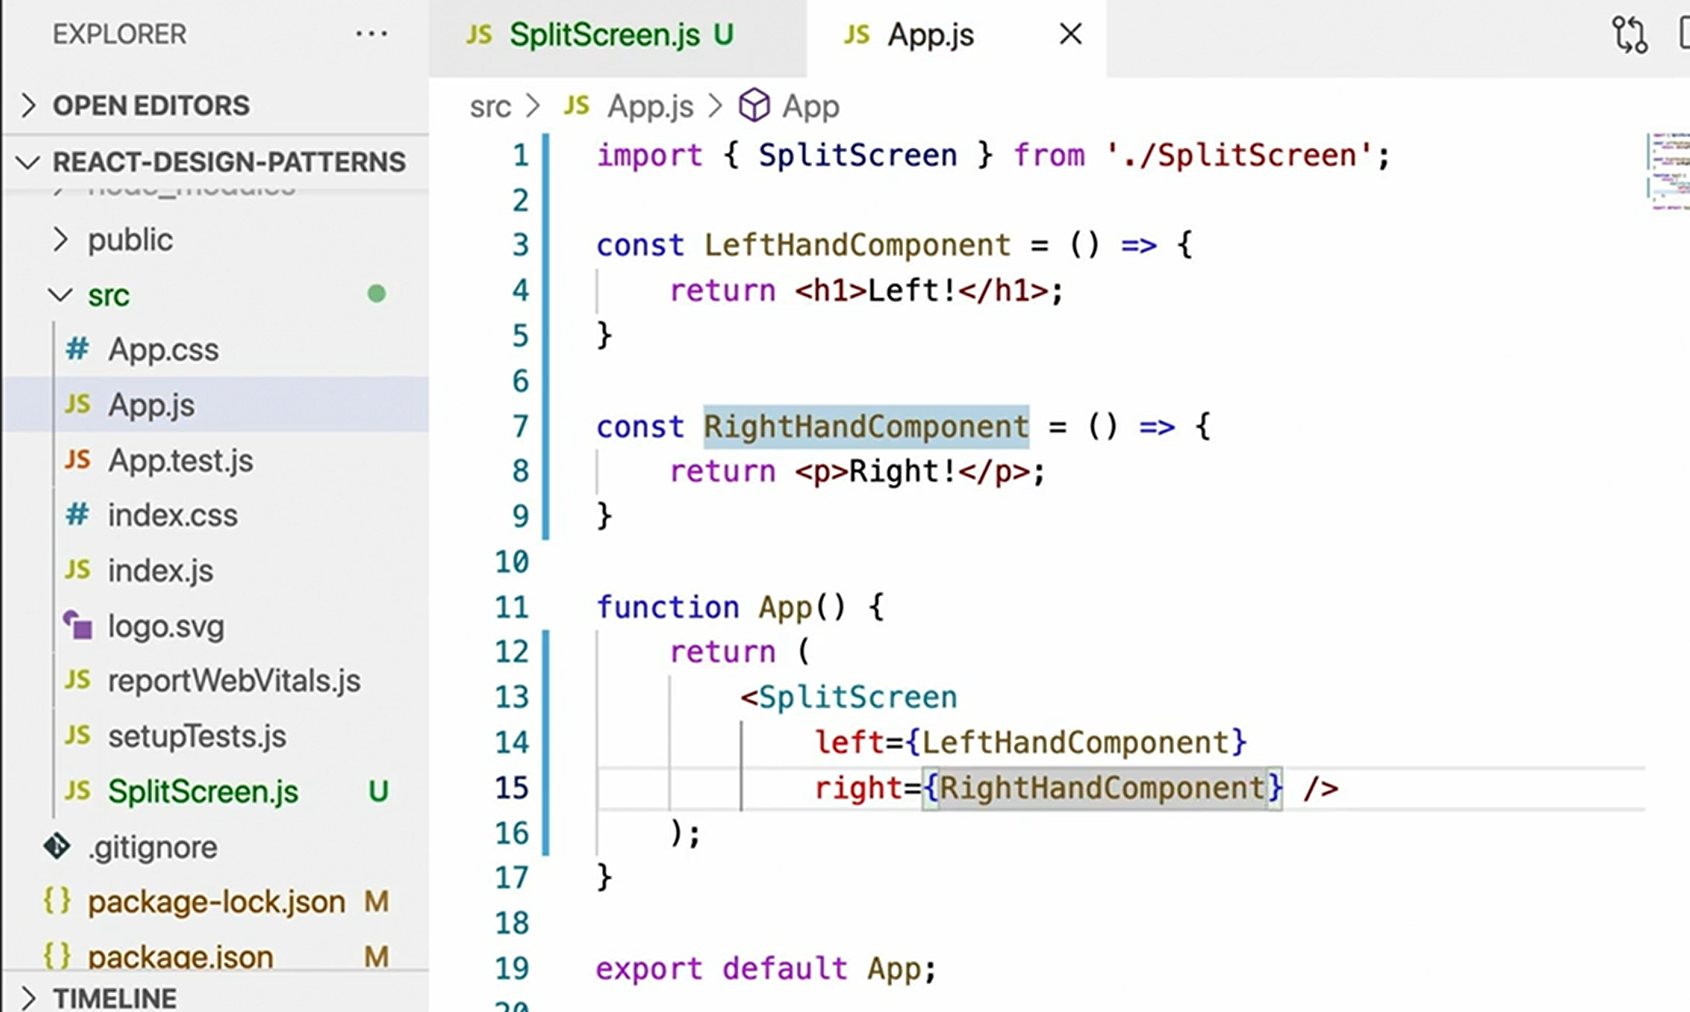 EXPLORER ...
JS SplitScreen.js U
JS App.js
OPEN EDITORS
REACT-DESIGN-PATTERNS
node_modules
public
src
# App.css
JS App.js
JS App.test.js
# index.css
JS index.js
logo.svg
JS reportWebVitals.js
JS setupTests.js
JS SplitScreen.js U
.gitignore
{} package-lock.json M
{} package.json M
TIMELINE
src > JS App.js > App
1 import { SplitScreen } from './SplitScreen';
2
3 const LeftHandComponent = () => {
4 return <h1>Left!</h1>;
5 }
6
7 const RightHandComponent = () => {
8 return <p>Right!</p>;
9 }
10
11 function App() {
12 return (
13 <SplitScreen
14 left={LeftHandComponent}
15 right={RightHandComponent} />
16 );
17 }
18
19 export default App;
20